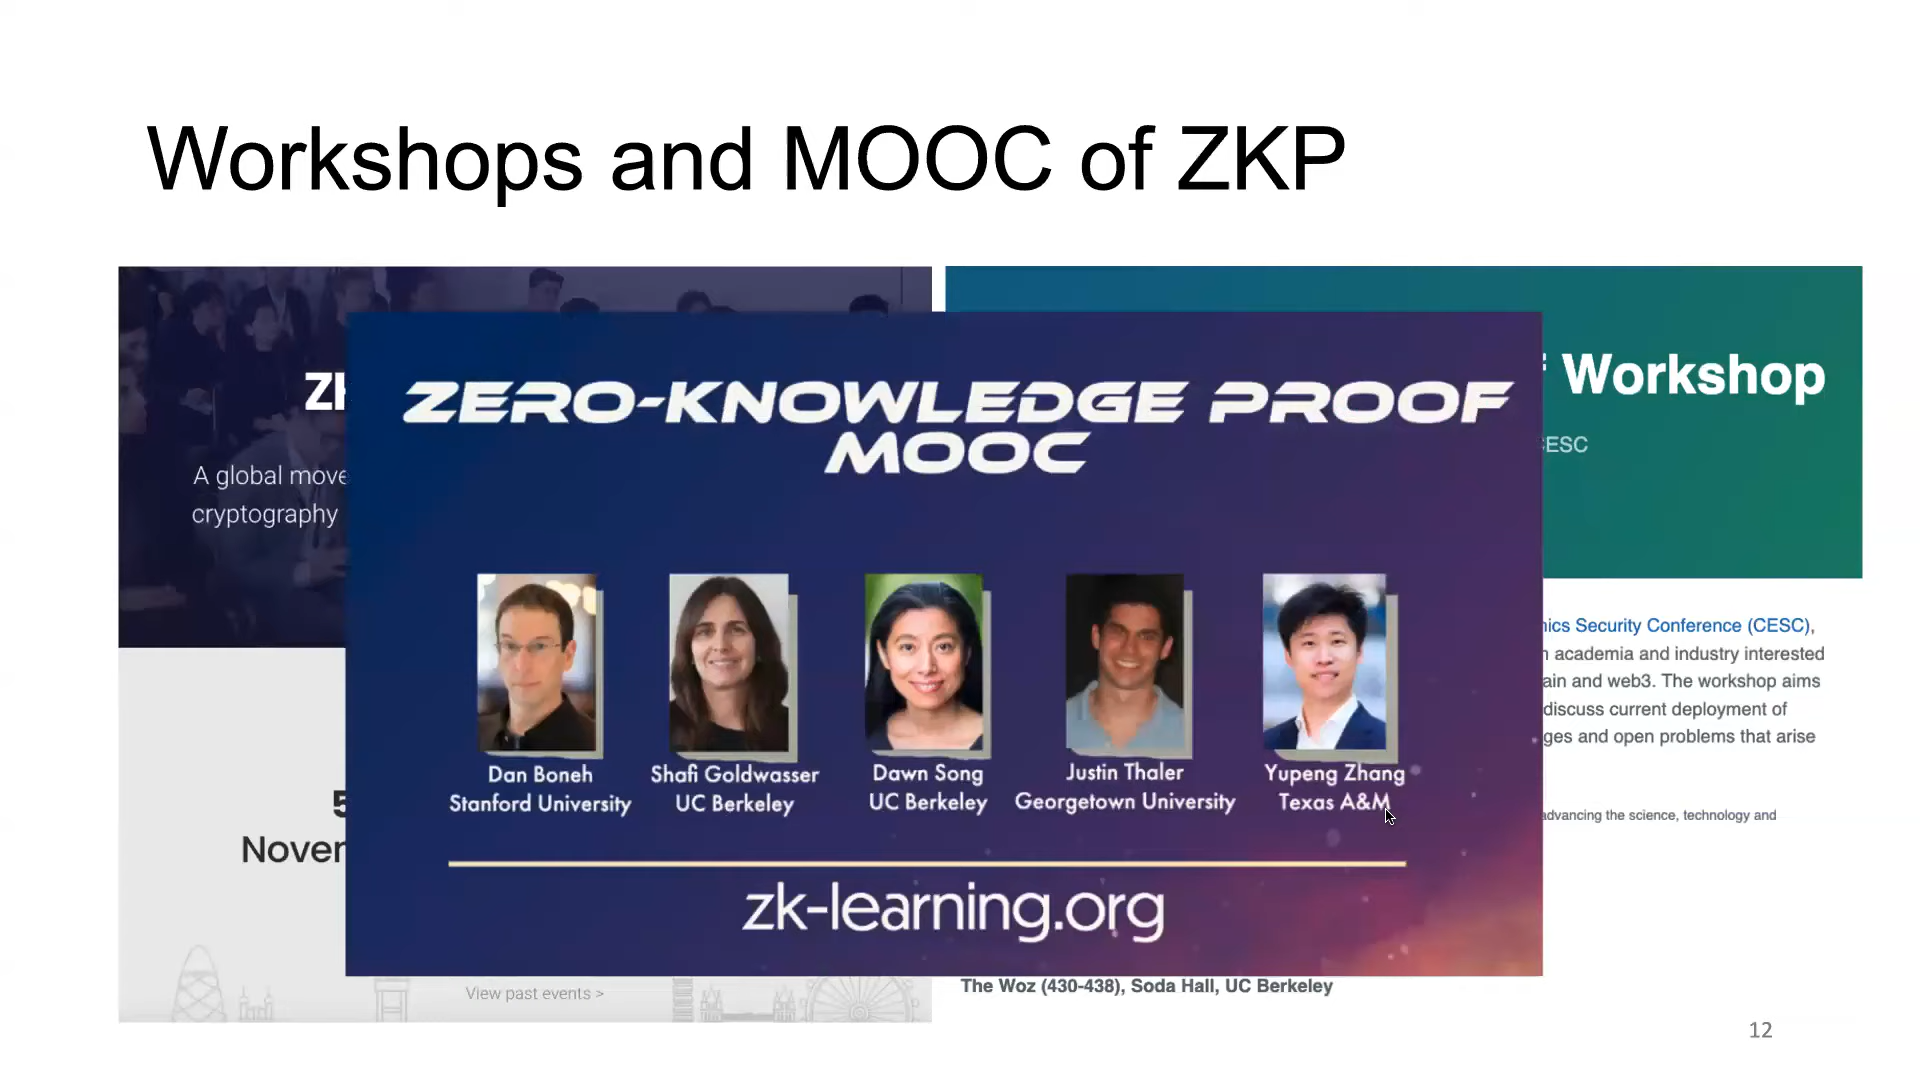 Workshops and MOOC of ZKP
A global move
cryptography
Workshop
CESC
ZERO-KNOWLEDGE PROOF
MOOC
Dan Boneh
Stanford University
Shafi Goldwasser
UC Berkeley
Dawn Song
UC Berkeley
Justin Thaler
Georgetown University
Yupeng Zhang
Texas A&M
zk-learning.org
5
Nover
View past events >
nics Security Conference (CESC),
academia and industry interested
ain and web3. The workshop aims
discuss current deployment of
ges and open problems that arise
advancing the science, technology and
The Woz (430-438), Soda Hall, UC Berkeley
12